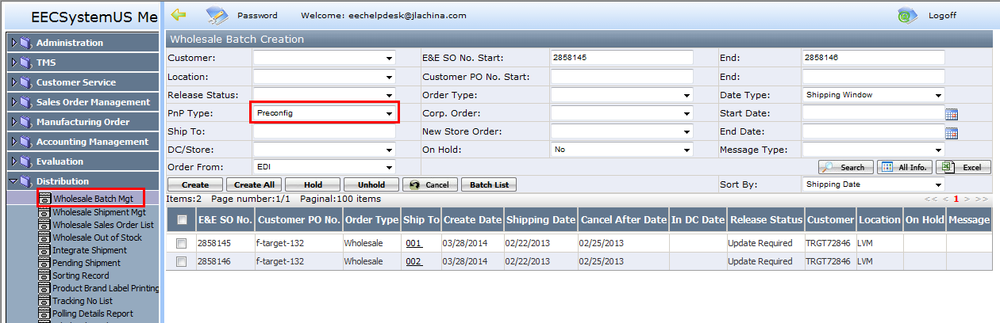 EECSystemUS Me
Password
Welcome: eechelpdesk@jlachina.com
Logoff
Administration
TMS
Customer Service
Sales Order Management
Manufacturing Order
Accounting Management
Evaluation
Distribution
Wholesale Batch Mgt
Wholesale Shipment Mgt
Wholesale Sales Order List
Wholesale Out of Stock
Integrate Shipment
Pending Shipment
Sorting Record
Product Brand Label Printing
Tracking No List
Polling Details Report
Wholesale Batch Creation
Customer: E&E SO No. Start: 2858145 End: 2858146
Location: Customer PO No. Start: End:
Release Status: Order Type: Date Type: Shipping Window
PnP Type: Preconfig Corp. Order: Start Date:
Ship To: New Store Order: End Date:
DC/Store: On Hold: No Message Type:
Order From: EDI Search All Info. Excel
Create Create All Hold Unhold Cancel Batch List Sort By: Shipping Date
Items:2 Page number:1/1 Paginal:100 items << < 1 > >>
E&E SO No. Customer PO No. Order Type Ship To Create Date Shipping Date Cancel After Date In DC Date Release Status Customer Location On Hold Message
2858145 f-target-132 Wholesale 001 03/28/2014 02/22/2013 02/25/2013 Update Required TRGT72846 LVM
2858146 f-target-132 Wholesale 002 03/28/2014 02/22/2013 02/25/2013 Update Required TRGT72846 LVM